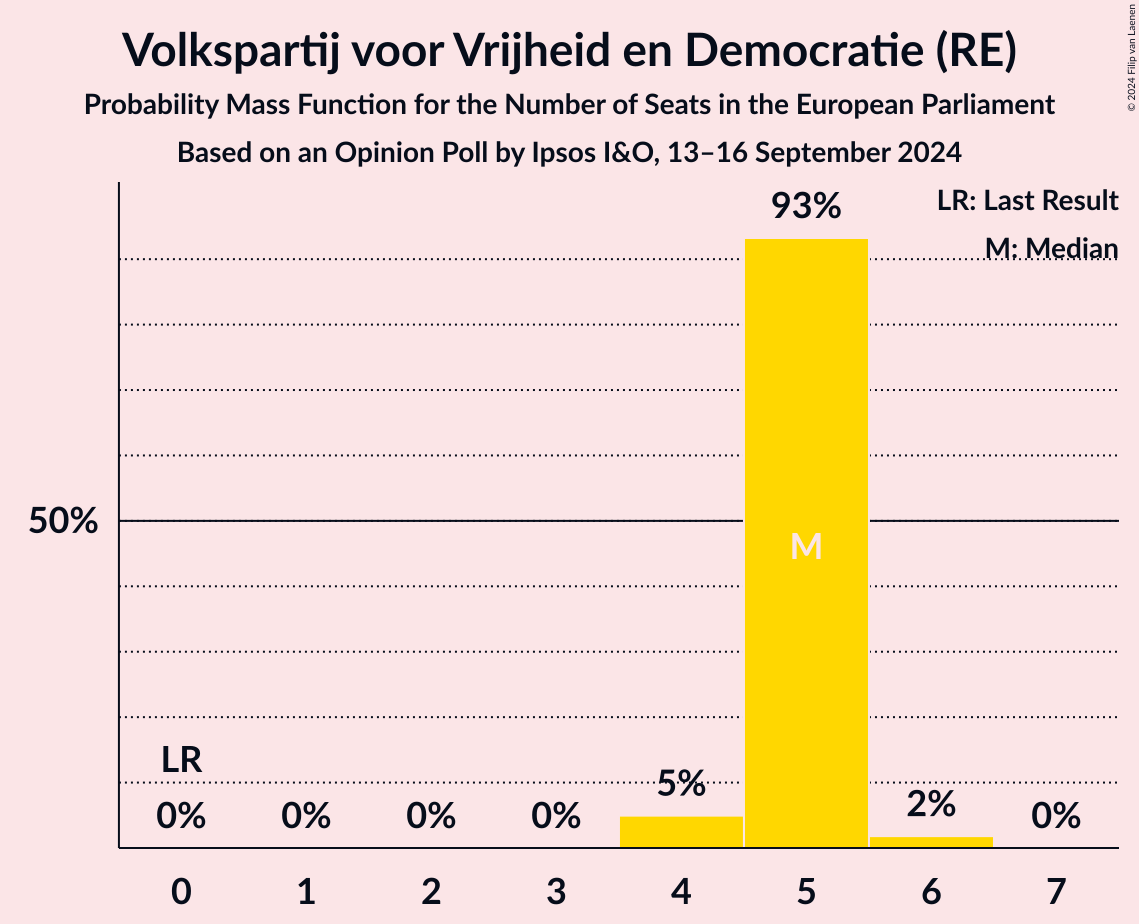 Volkspartij voor Vrijheid en Democratie (RE)
Probability Mass Function for the Number of Seats in the European Parliament
Based on an Opinion Poll by Ipsos I&O, 13–16 September 2024
© 2024 Filip van Laenen
LR: Last Result
M: Median
93%
50%
M
LR
0% 0% 0% 0% 5% 2% 0%
0 1 2 3 4 5 6 7